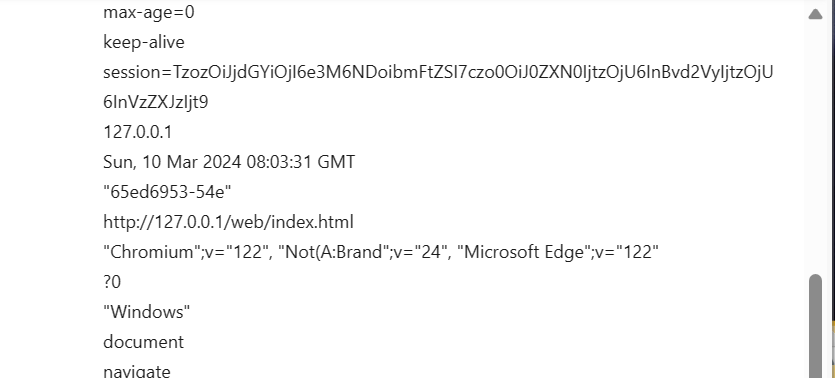 max-age=0
keep-alive
session=TzozOiJjdGYiOjI6e3M6NDoibmFtZSI7czo0OiJ0ZXN0IjtzOjU6InBvd2VyIjtzOjU
6InVzZXJzIjt9
127.0.0.1
Sun, 10 Mar 2024 08:03:31 GMT
"65ed6953-54e"
http://127.0.0.1/web/index.html
"Chromium";v="122", "Not(A:Brand";v="24", "Microsoft Edge";v="122"
?0
"Windows"
document
navigate